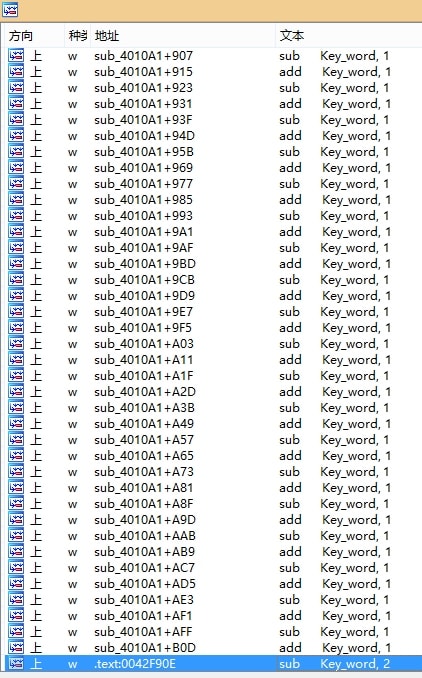 方向 种类 地址 文本
上 w sub_4010A1+907 sub Key_word, 1
上 w sub_4010A1+915 add Key_word, 1
上 w sub_4010A1+923 sub Key_word, 1
上 w sub_4010A1+931 add Key_word, 1
上 w sub_4010A1+93F sub Key_word, 1
上 w sub_4010A1+94D add Key_word, 1
上 w sub_4010A1+95B sub Key_word, 1
上 w sub_4010A1+969 add Key_word, 1
上 w sub_4010A1+977 sub Key_word, 1
上 w sub_4010A1+985 add Key_word, 1
上 w sub_4010A1+993 sub Key_word, 1
上 w sub_4010A1+9A1 add Key_word, 1
上 w sub_4010A1+9AF sub Key_word, 1
上 w sub_4010A1+9BD add Key_word, 1
上 w sub_4010A1+9CB sub Key_word, 1
上 w sub_4010A1+9D9 add Key_word, 1
上 w sub_4010A1+9E7 sub Key_word, 1
上 w sub_4010A1+9F5 add Key_word, 1
上 w sub_4010A1+A03 sub Key_word, 1
上 w sub_4010A1+A11 add Key_word, 1
上 w sub_4010A1+A1F sub Key_word, 1
上 w sub_4010A1+A2D add Key_word, 1
上 w sub_4010A1+A3B sub Key_word, 1
上 w sub_4010A1+A49 add Key_word, 1
上 w sub_4010A1+A57 sub Key_word, 1
上 w sub_4010A1+A65 add Key_word, 1
上 w sub_4010A1+A73 sub Key_word, 1
上 w sub_4010A1+A81 add Key_word, 1
上 w sub_4010A1+A8F sub Key_word, 1
上 w sub_4010A1+A9D add Key_word, 1
上 w sub_4010A1+AAB sub Key_word, 1
上 w sub_4010A1+AB9 add Key_word, 1
上 w sub_4010A1+AC7 sub Key_word, 1
上 w sub_4010A1+AD5 add Key_word, 1
上 w sub_4010A1+AE3 sub Key_word, 1
上 w sub_4010A1+AF1 add Key_word, 1
上 w sub_4010A1+AFF sub Key_word, 1
上 w sub_4010A1+B0D add Key_word, 1
上 w .text:0042F90E sub Key_word, 2